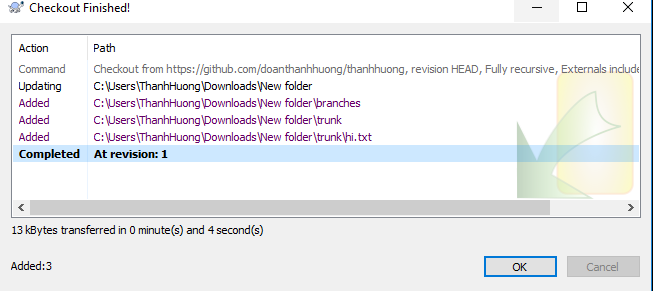 Checkout Finished!
Action Path
Command Checkout from https://github.com/doanthanhhuong/thanhhuong, revision HEAD, Fully recursive, Externals include
Updating C:\Users\ThanhHuong\Downloads\New folder
Added C:\Users\ThanhHuong\Downloads\New folder\branches
Added C:\Users\ThanhHuong\Downloads\New folder\trunk
Added C:\Users\ThanhHuong\Downloads\New folder\trunk\hi.txt
Completed At revision: 1
13 kBytes transferred in 0 minute(s) and 4 second(s)
Added:3
OK Cancel